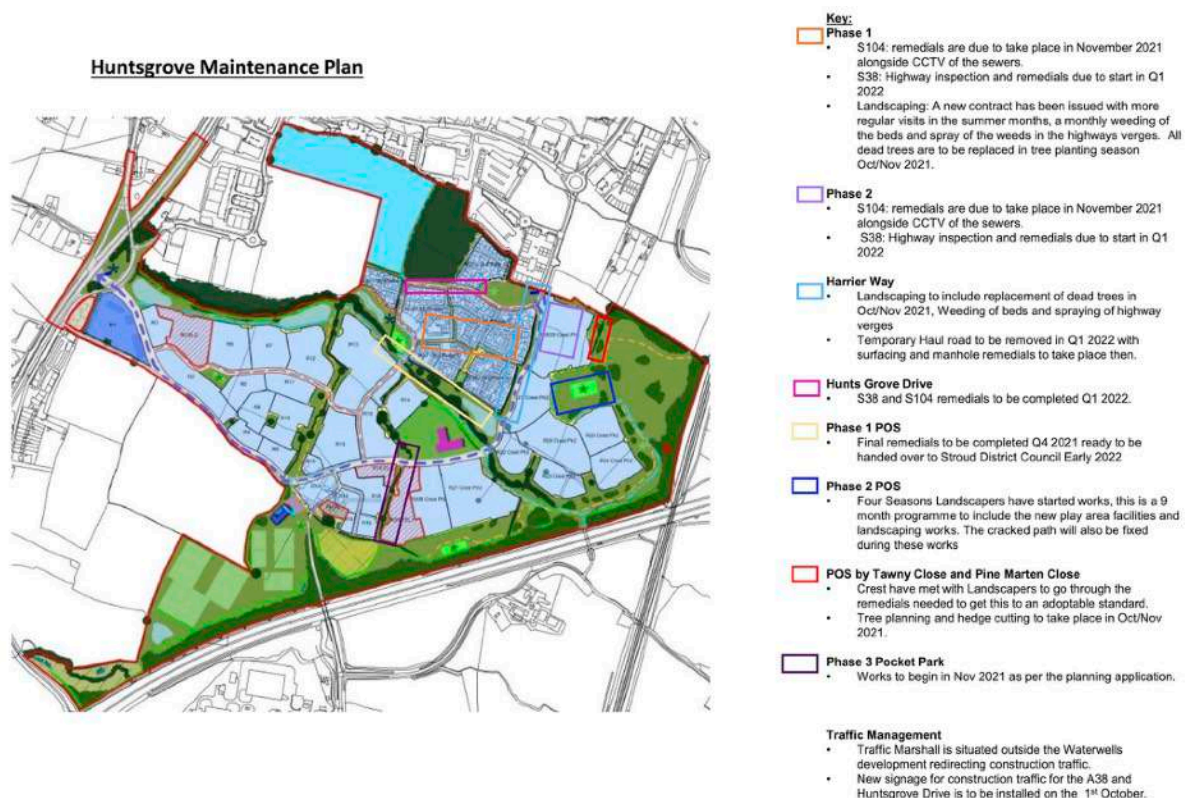 Huntsgrove Maintenance Plan
Key:
Phase 1
• S104: remedials are due to take place in November 2021
alongside CCTV of the sewers.
• S38: Highway inspection and remedials due to start in Q1
2022
• Landscaping: A new contract has been issued with more
regular visits in the summer months, a monthly weeding of
the beds and spray of the weeds in the highways verges. All
dead trees are to be replaced in tree planting season
Oct/Nov 2021.
Phase 2
• S104: remedials are due to take place in November 2021
alongside CCTV of the sewers.
• S38: Highway inspection and remedials due to start in Q1
2022
Harrier Way
• Landscaping to include replacement of dead trees in
Oct/Nov 2021, Weeding of beds and spraying of highway
verges
• Temporary Haul road to be removed in Q1 2022 with
surfacing and manhole remedials to take place then.
Hunts Grove Drive
• S38 and S104 remedials to be completed Q1 2022.
Phase 1 POS
• Final remedials to be completed Q4 2021 ready to be
handed over to Stroud District Council Early 2022
Phase 2 POS
• Four Seasons Landscapers have started works, this is a 9
month programme to include the new play area facilities and
landscaping works. The cracked path will also be fixed
during these works
POS by Tawny Close and Pine Marten Close
• Crest have met with Landscapers to go through the
remedials needed to get this to an adoptable standard.
• Tree planning and hedge cutting to take place in Oct/Nov
2021.
Phase 3 Pocket Park
• Works to begin in Nov 2021 as per the planning application.
Traffic Management
• Traffic Marshall is situated outside the Waterwells
development redirecting construction traffic.
• New signage for construction traffic for the A38 and
Huntsgrove Drive is to be installed on the 1st October.